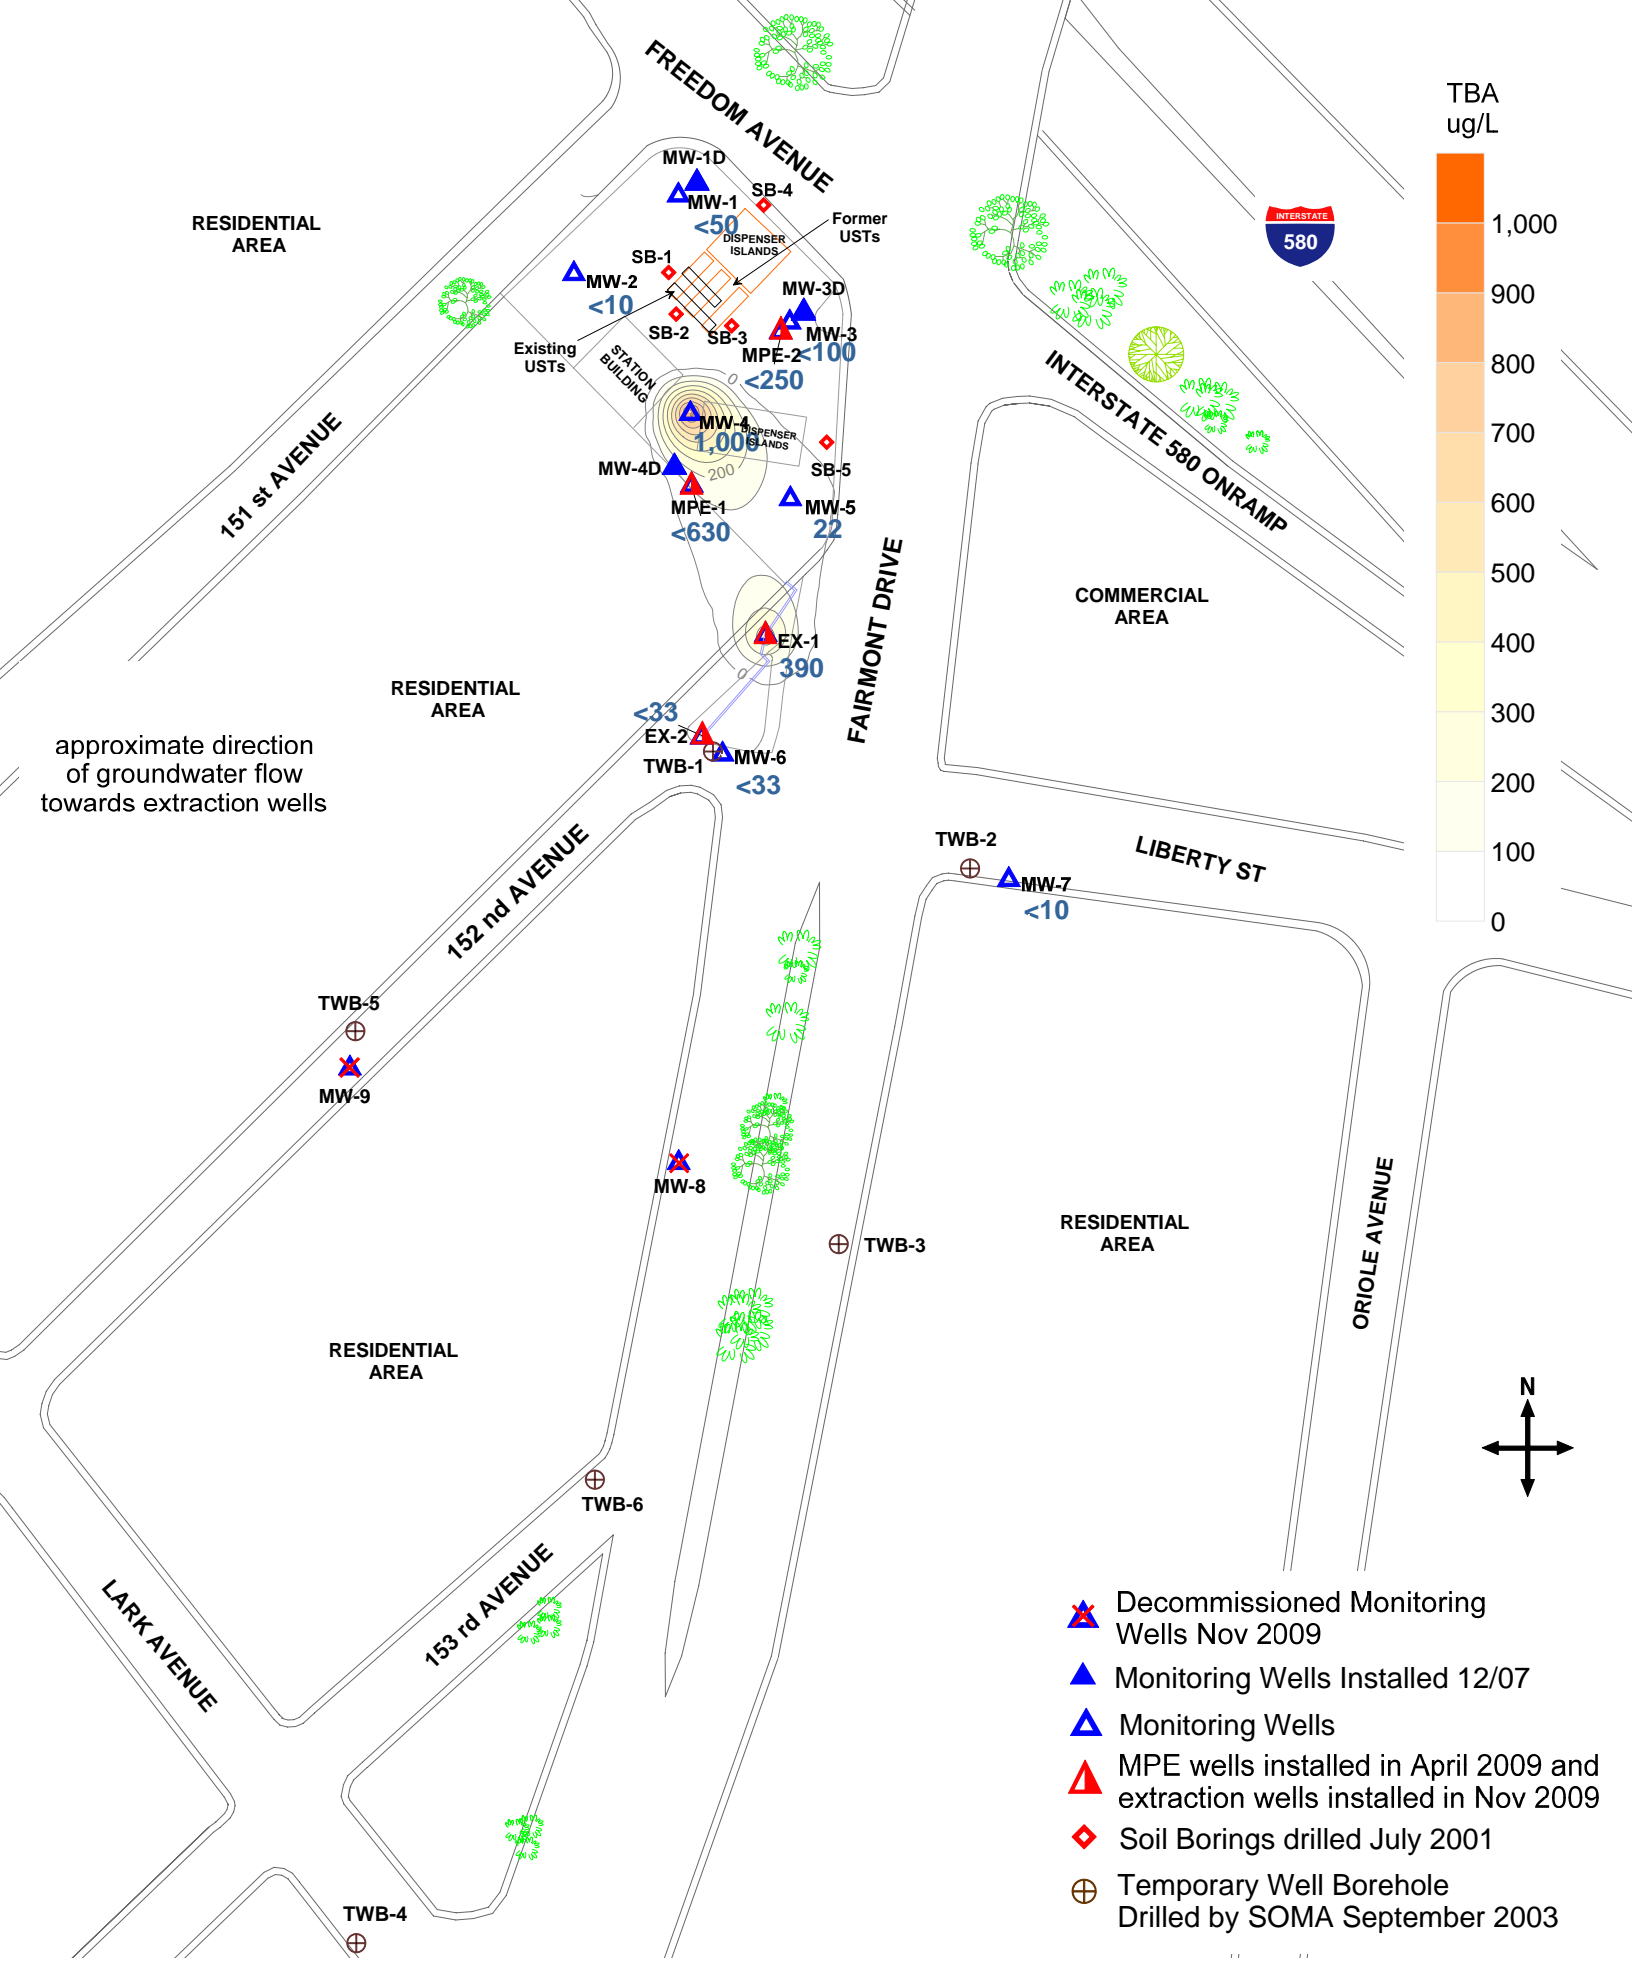 FREEDOM AVENUE
TBA
ug/L
MW-1D
SB-4
MW-1
<50
Former
USTs
RESIDENTIAL
AREA
INTERSTATE
580
1,000
DISPENSER
ISLANDS
SB-1
MW-2
<10
MW-3D
900
SB-2
SB-3
MW-3
<100
MPE-2
<250
Existing
USTs
STATION
BUILDING
0
800
INTERSTATE 580 ONRAMP
700
MW-4
1,000
DISPENSER
ISLANDS
MW-4D
200
SB-5
151 st AVENUE
MPE-1
<630
MW-5
22
600
500
COMMERCIAL
AREA
FAIRMONT DRIVE
EX-1
390
0
400
RESIDENTIAL
AREA
<33
EX-2
TWB-1
MW-6
<33
300
approximate direction
of groundwater flow
towards extraction wells
200
TWB-2
LIBERTY ST
100
MW-7
<10
0
152 nd AVENUE
TWB-5
MW-9
MW-8
TWB-3
RESIDENTIAL
AREA
ORIOLE AVENUE
RESIDENTIAL
AREA
N
TWB-6
153 rd AVENUE
LARK AVENUE
Decommissioned Monitoring
Wells Nov 2009
Monitoring Wells Installed 12/07
Monitoring Wells
MPE wells installed in April 2009 and
extraction wells installed in Nov 2009
Soil Borings drilled July 2001
Temporary Well Borehole
Drilled by SOMA September 2003
TWB-4